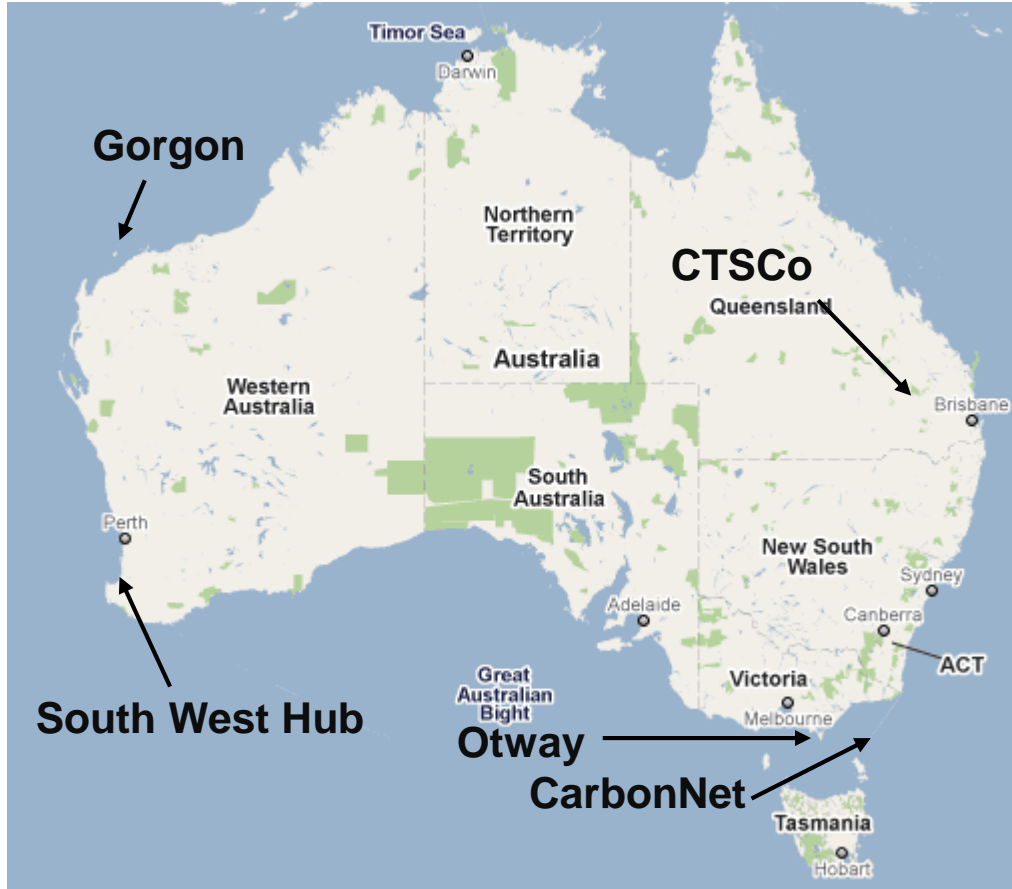 Timor Sea
Darwin
Gorgon
Northern
Territory
CTSCo
Queensland
Australia
Western
Australia
Brisbane
South
Australia
Perth
New South
Wales
Sydney
Adelaide
Canberra
ACT
Great
Australian
Bight
Victoria
South West Hub
Melbourne
Otway
CarbonNet
Tasmania
Hobart